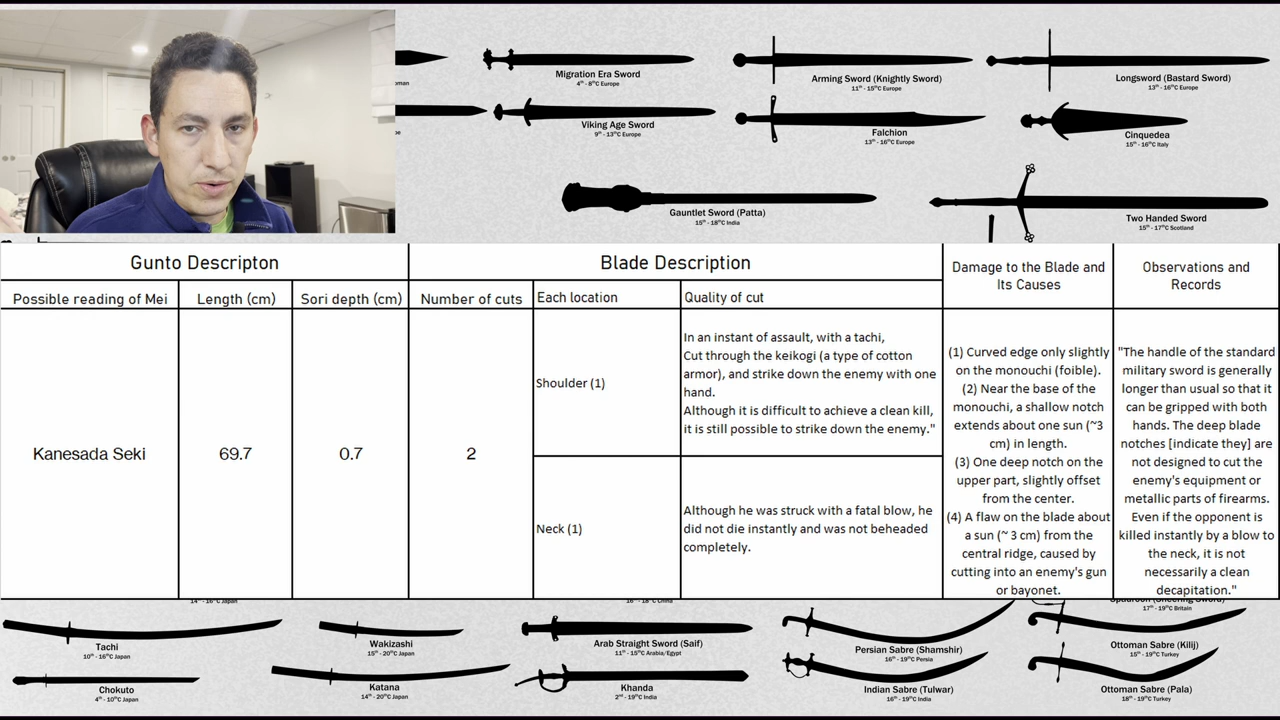 Migration Era Sword
4th - 8thC Europe
Arming Sword (Knightly Sword)
11th - 15thC Europe
Longsword (Bastard Sword)
13th - 16thC Europe
Viking Age Sword
9th - 13thC Europe
Falchion
13th - 16thC Europe
Cinquedea
15th - 16thC Italy
Gauntlet Sword (Patta)
15th - 18thC India
Two Handed Sword
15th - 17thC Scotland
Gunto Descripton
Blade Description
Damage to the Blade and
Its Causes
Observations and
Records
Possible reading of Mei
Length (cm)
Sori depth (cm)
Number of cuts
Each location
Quality of cut
Kanesada Seki
69.7
0.7
2
Shoulder (1)
In an instant of assault, with a tachi,
Cut through the keikogi (a type of cotton
armor), and strike down the enemy with one
hand.
Although it is difficult to achieve a clean kill,
it is still possible to strike down the enemy."
Neck (1)
Although he was struck with a fatal blow, he
did not die instantly and was not beheaded
completely.
(1) Curved edge only slightly
on the monouchi (foible).
(2) Near the base of the
monouchi, a shallow notch
extends about one sun (~3
cm) in length.
(3) One deep notch on the
upper part, slightly offset
from the center.
(4) A flaw on the blade about
a sun (~ 3 cm) from the
central ridge, caused by
cutting into an enemy's gun
or bayonet.
"The handle of the standard
military sword is generally
longer than usual so that it
can be gripped with both
hands. The deep blade
notches [indicate they] are
not designed to cut the
enemy's equipment or
metallic parts of firearms.
Even if the opponent is
killed instantly by a blow to
the neck, it is not
necessarily a clean
decapitation."
14th - 16thC Japan
16th - 18thC China
17th - 19thC Britain
Tachi
10th - 16thC Japan
Wakizashi
15th - 20thC Japan
Arab Straight Sword (Saif)
11th - 15thC Arabia/Egypt
Persian Sabre (Shamshir)
16th - 19thC Persia
Ottoman Sabre (Kilij)
15th - 19thC Turkey
Chokuto
4th - 10thC Japan
Katana
14th - 20thC Japan
Khanda
2nd - 19thC India
Indian Sabre (Tulwar)
16th - 19thC India
Ottoman Sabre (Pala)
18th - 19thC Turkey